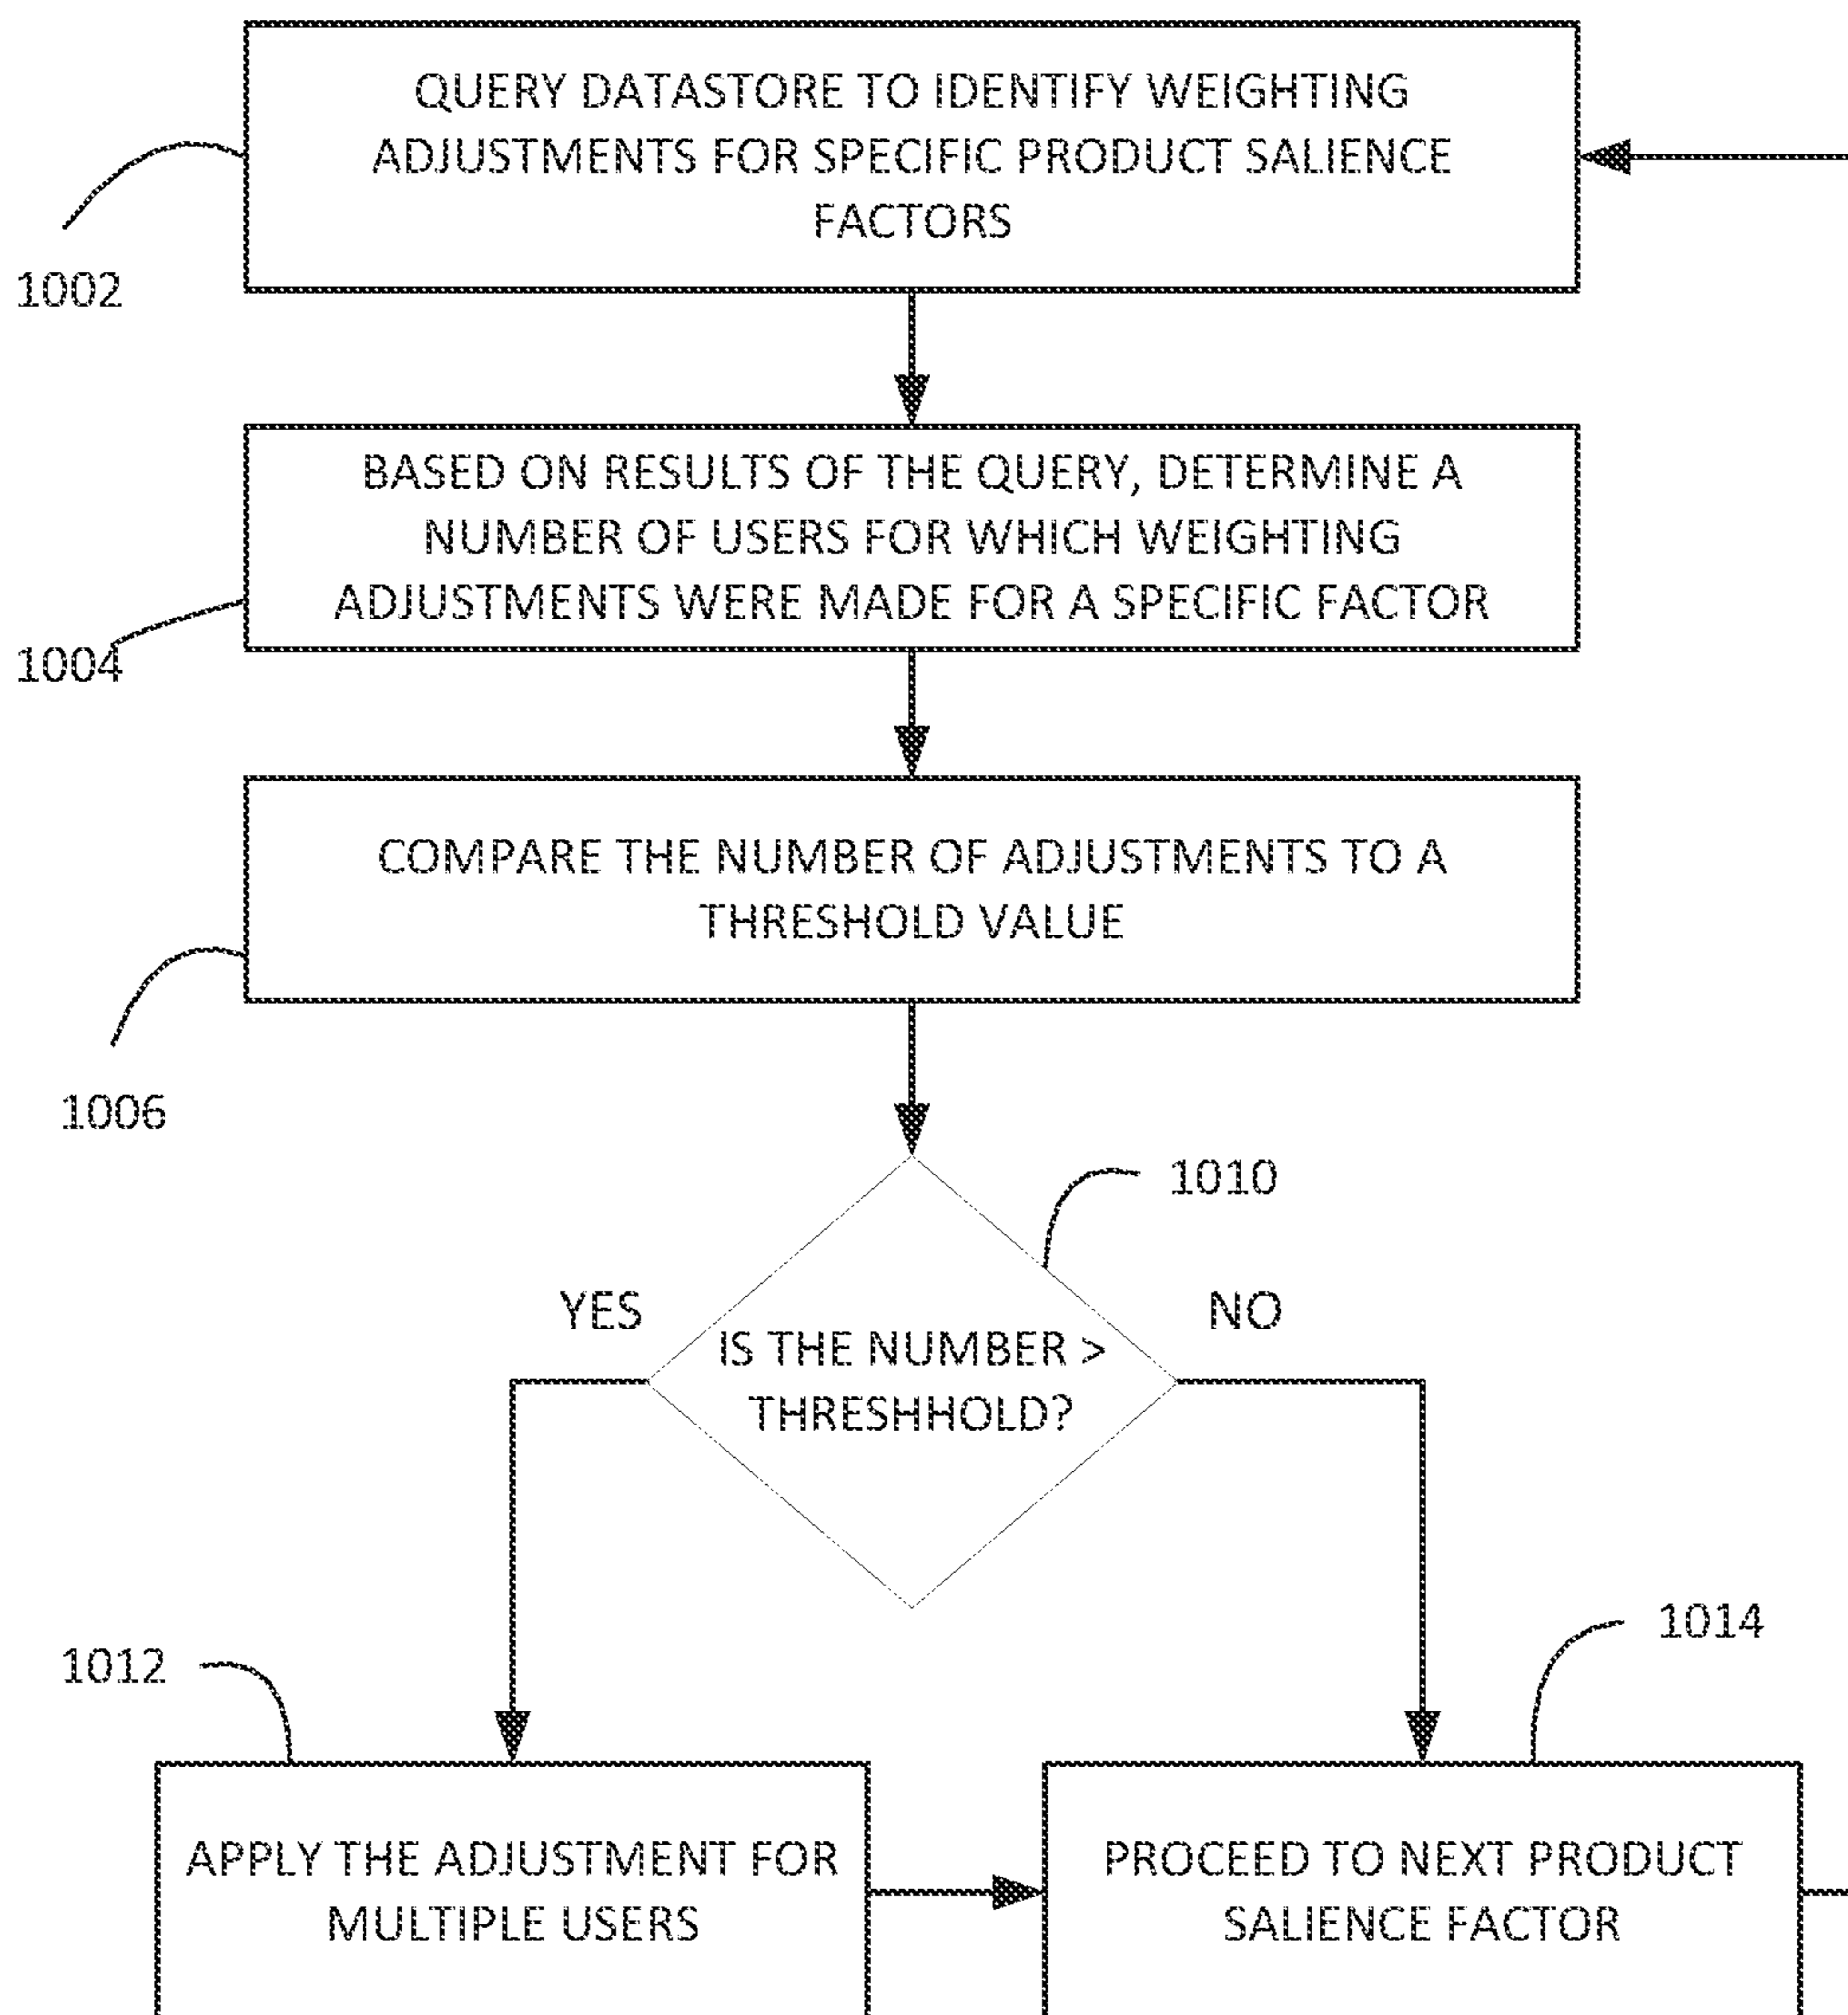 QUERY DATASTORE TO IDENTIFY WEIGHTING
ADJUSTMENTS FOR SPECIFIC PRODUCT SALIENCE
FACTORS
1002
BASED ON RESULTS OF THE QUERY, DETERMINE A
NUMBER OF USERS FOR WHICH WEIGHTING
ADJUSTMENTS WERE MADE FOR A SPECIFIC FACTOR
1004
COMPARE THE NUMBER OF ADJUSTMENTS TO A
THRESHOLD VALUE
1006
1010
YES
NO
IS THE NUMBER >
THRESHHOLD?
1014
1012
APPLY THE ADJUSTMENT FOR
MULTIPLE USERS
PROCEED TO NEXT PRODUCT
SALIENCE FACTOR